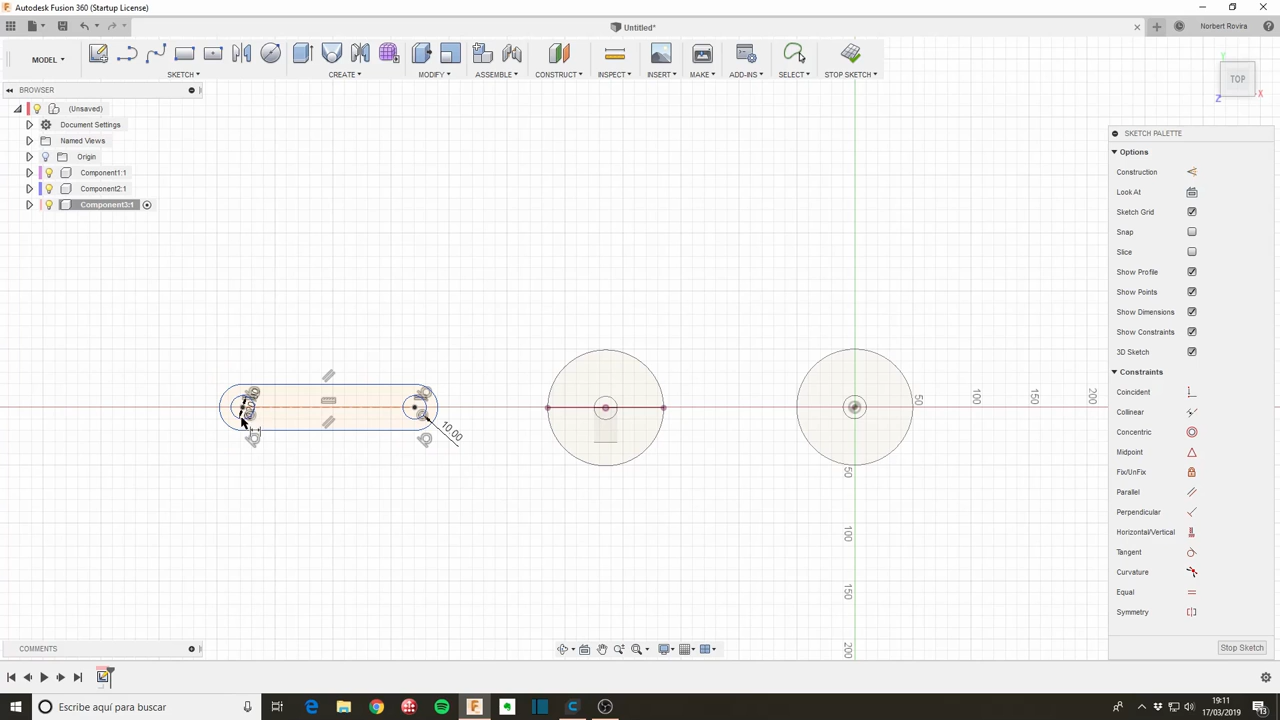 Autodesk Fusion 360 (Startup License)
Untitled*
Norbert Rovira
MODEL
SKETCH
CREATE
MODIFY
ASSEMBLE
CONSTRUCT
INSPECT
INSERT
MAKE
ADD-INS
SELECT
STOP SKETCH
BROWSER
(Unsaved)
Document Settings
Named Views
Origin
Component1:1
Component2:1
Component3:1
Y
TOP
X
Z
SKETCH PALETTE
Options
Construction
Look At
Sketch Grid
Snap
Slice
Show Profile
Show Points
Show Dimensions
Show Constraints
3D Sketch
Constraints
Coincident
Collinear
Concentric
Midpoint
Fix/UnFix
Parallel
Perpendicular
Horizontal/Vertical
Tangent
Curvature
Equal
Symmetry
Stop Sketch
10.00
50
100
150
200
50
100
150
200
COMMENTS
Escribe aquí para buscar
19:11
17/03/2019